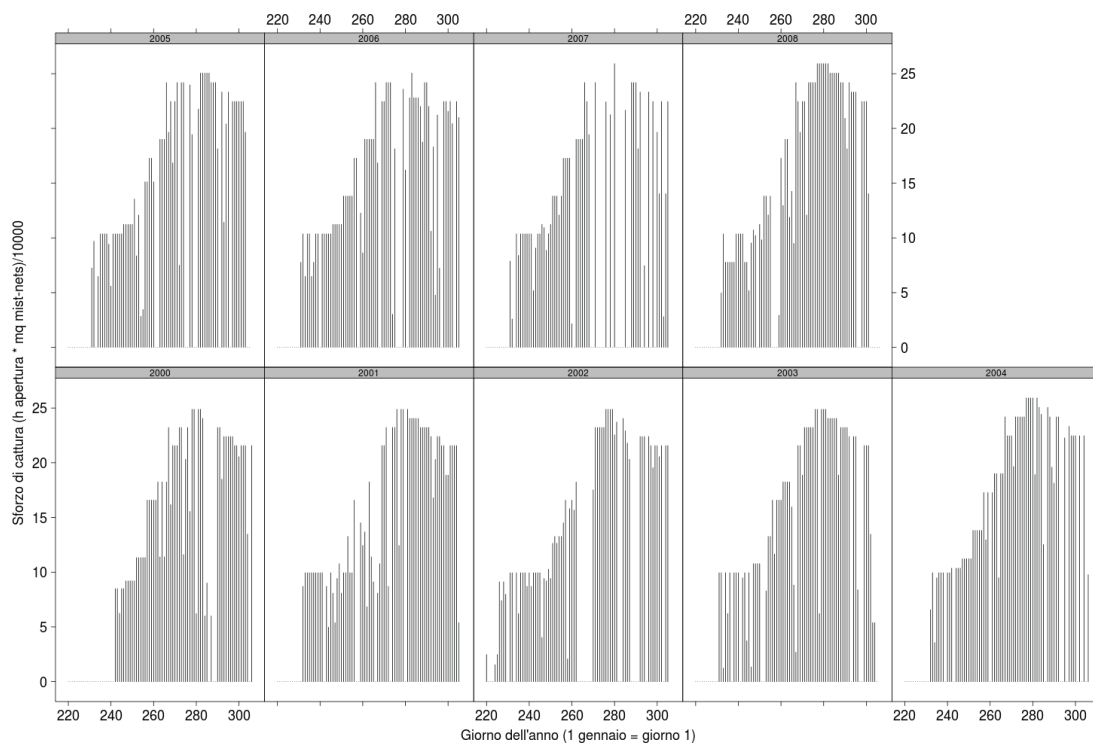 220 240 260 280 300 220 240 260 280 300
2005 2006 2007 2008
25
20
15
10
5
0
2000 2001 2002 2003 2004
25
20
15
10
5
0
Sforzo di cattura (h apertura * mq mist-nets)/10000
220 240 260 280 300 220 240 260 280 300 220 240 260 280 300
Giorno dell'anno (1 gennaio = giorno 1)